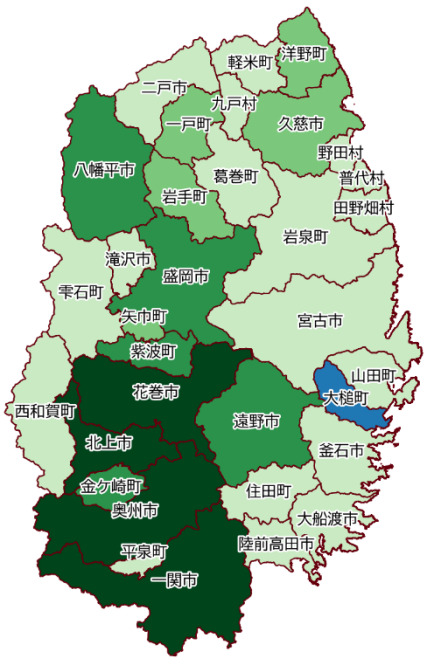 洋野町
軽米町
二戸市
九戸村
一戸町
久慈市
野田村
八幡平市
葛巻町
普代村
岩手町
田野畑村
岩泉町
滝沢市
盛岡市
雫石町
矢巾町
宮古市
紫波町
山田町
花巻市
大槌町
西和賀町
遠野市
北上市
釜石市
金ケ崎町
住田町
奥州市
大船渡市
陸前高田市
平泉町
一関市